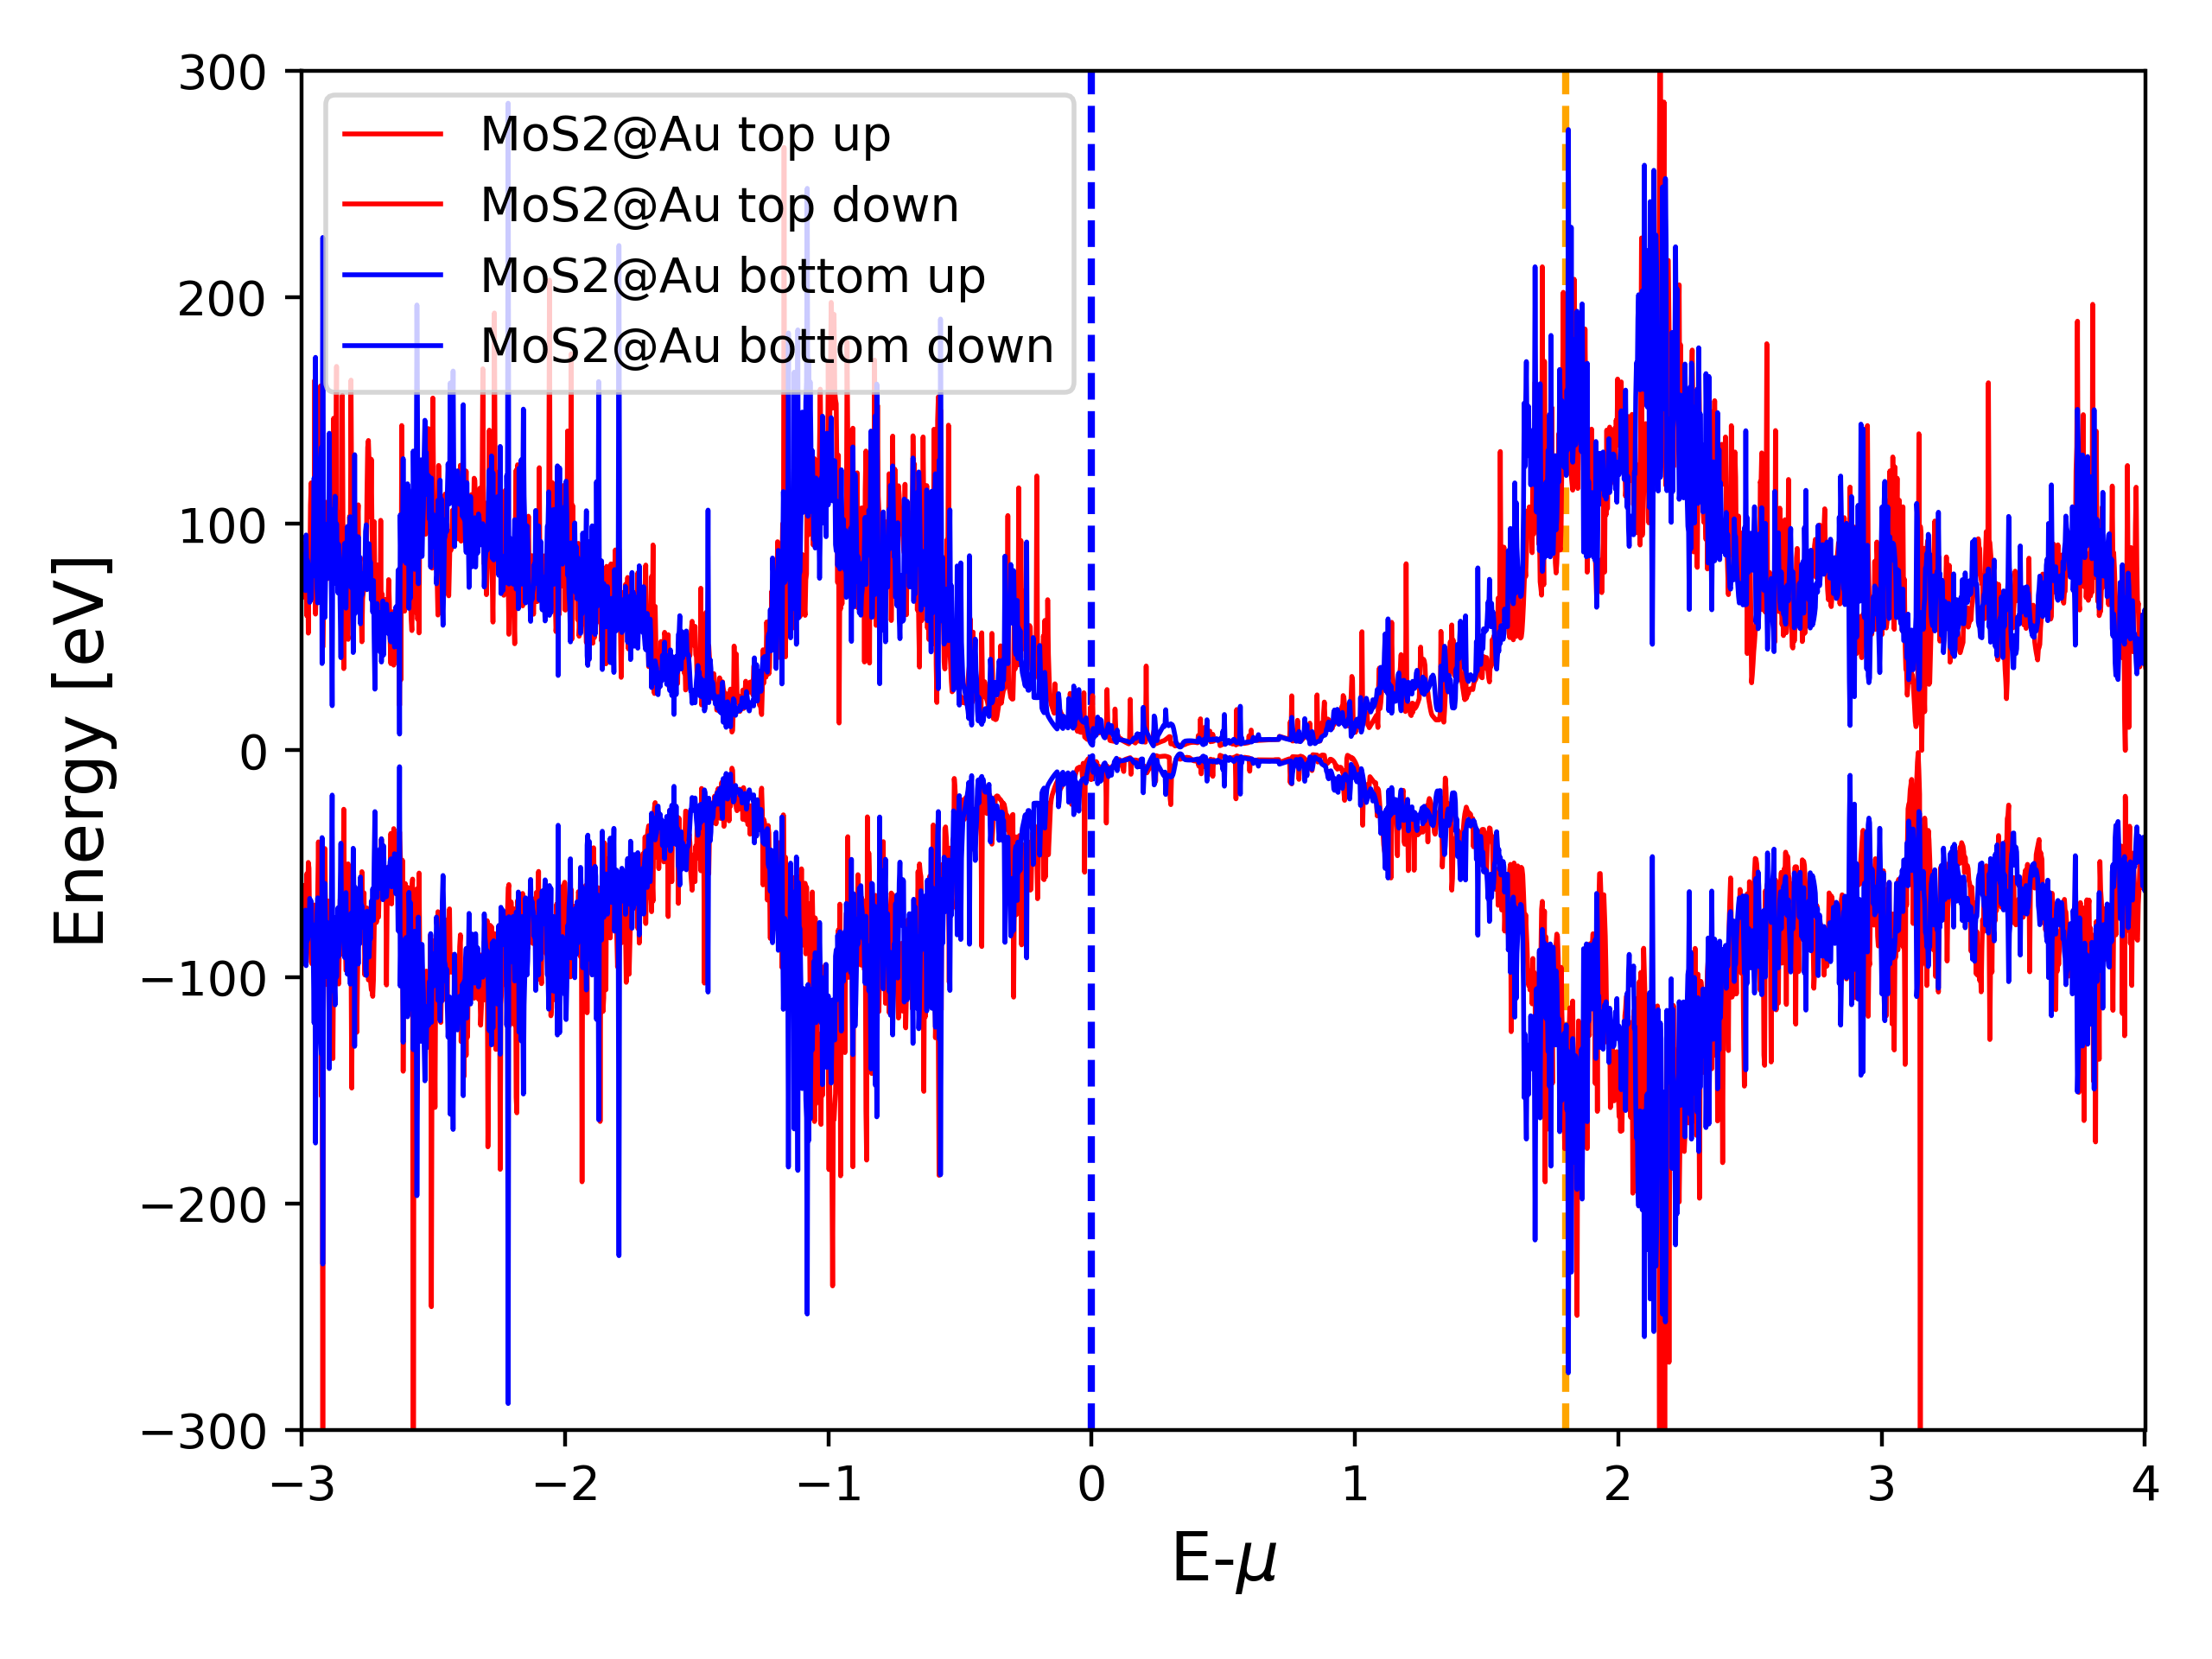 300
200
100
0
−100
−200
−300
Energy [eV]
MoS2@Au top up
MoS2@Au top down
MoS2@Au bottom up
MoS2@Au bottom down
−3 −2 −1 0 1 2 3 4
E-μ